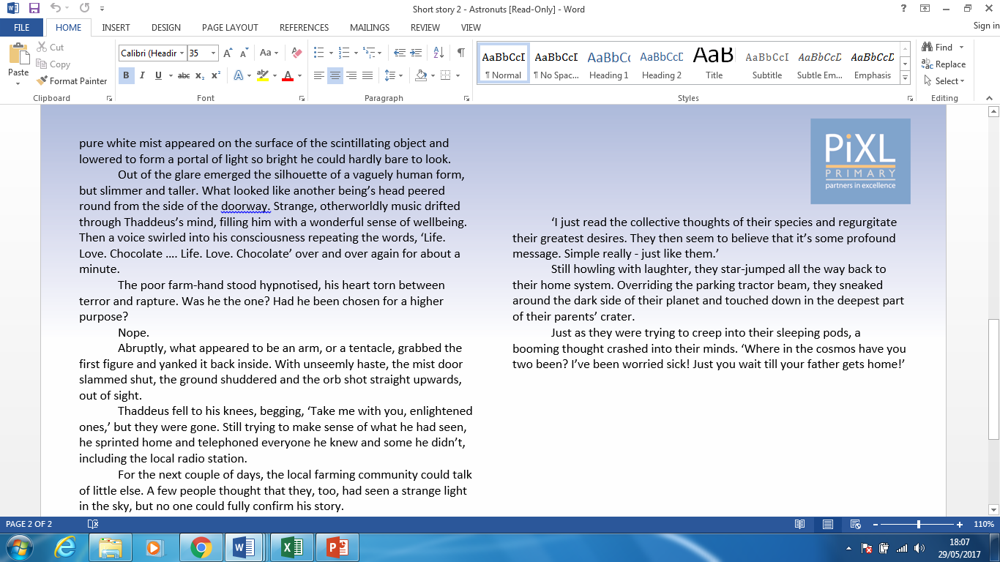 Short story 2 - Astronuts [Read-Only] - Word
Sign in
FILE HOME INSERT DESIGN PAGE LAYOUT REFERENCES MAILINGS REVIEW VIEW
Paste
Cut
Copy
Format Painter
Clipboard
Calibri (Headir 35
Font
Paragraph
AaBbCcI AaBbCcI AaBbCc AaBbCcD AaB AaBbCcI AaBbCcD AaBbCcD
¶ Normal ¶ No Spac... Heading 1 Heading 2 Title Subtitle Subtle Em... Emphasis
Styles
Find
Replace
Select
Editing
pure white mist appeared on the surface of the scintillating object and
lowered to form a portal of light so bright he could hardly bare to look.
Out of the glare emerged the silhouette of a vaguely human form,
but slimmer and taller. What looked like another being’s head peered
round from the side of the doorway. Strange, otherworldly music drifted
through Thaddeus’s mind, filling him with a wonderful sense of wellbeing.
Then a voice swirled into his consciousness repeating the words, ‘Life.
Love. Chocolate .... Life. Love. Chocolate’ over and over again for about a
minute.
The poor farm-hand stood hypnotised, his heart torn between
terror and rapture. Was he the one? Had he been chosen for a higher
purpose?
Nope.
Abruptly, what appeared to be an arm, or a tentacle, grabbed the
first figure and yanked it back inside. With unseemly haste, the mist door
slammed shut, the ground shuddered and the orb shot straight upwards,
out of sight.
Thaddeus fell to his knees, begging, ‘Take me with you, enlightened
ones,’ but they were gone. Still trying to make sense of what he had seen,
he sprinted home and telephoned everyone he knew and some he didn’t,
including the local radio station.
For the next couple of days, the local farming community could talk
of little else. A few people thought that they, too, had seen a strange light
in the sky, but no one could fully confirm his story.
PiXL
PRIMARY
partners in excellence
‘I just read the collective thoughts of their species and regurgitate
their greatest desires. They then seem to believe that it’s some profound
message. Simple really - just like them.’
Still howling with laughter, they star-jumped all the way back to
their home system. Overriding the parking tractor beam, they sneaked
around the dark side of their planet and touched down in the deepest part
of their parents’ crater.
Just as they were trying to creep into their sleeping pods, a
booming thought crashed into their minds. ‘Where in the cosmos have you
two been? I’ve been worried sick! Just you wait till your father gets home!’
PAGE 2 OF 2
110%
18:07
29/05/2017